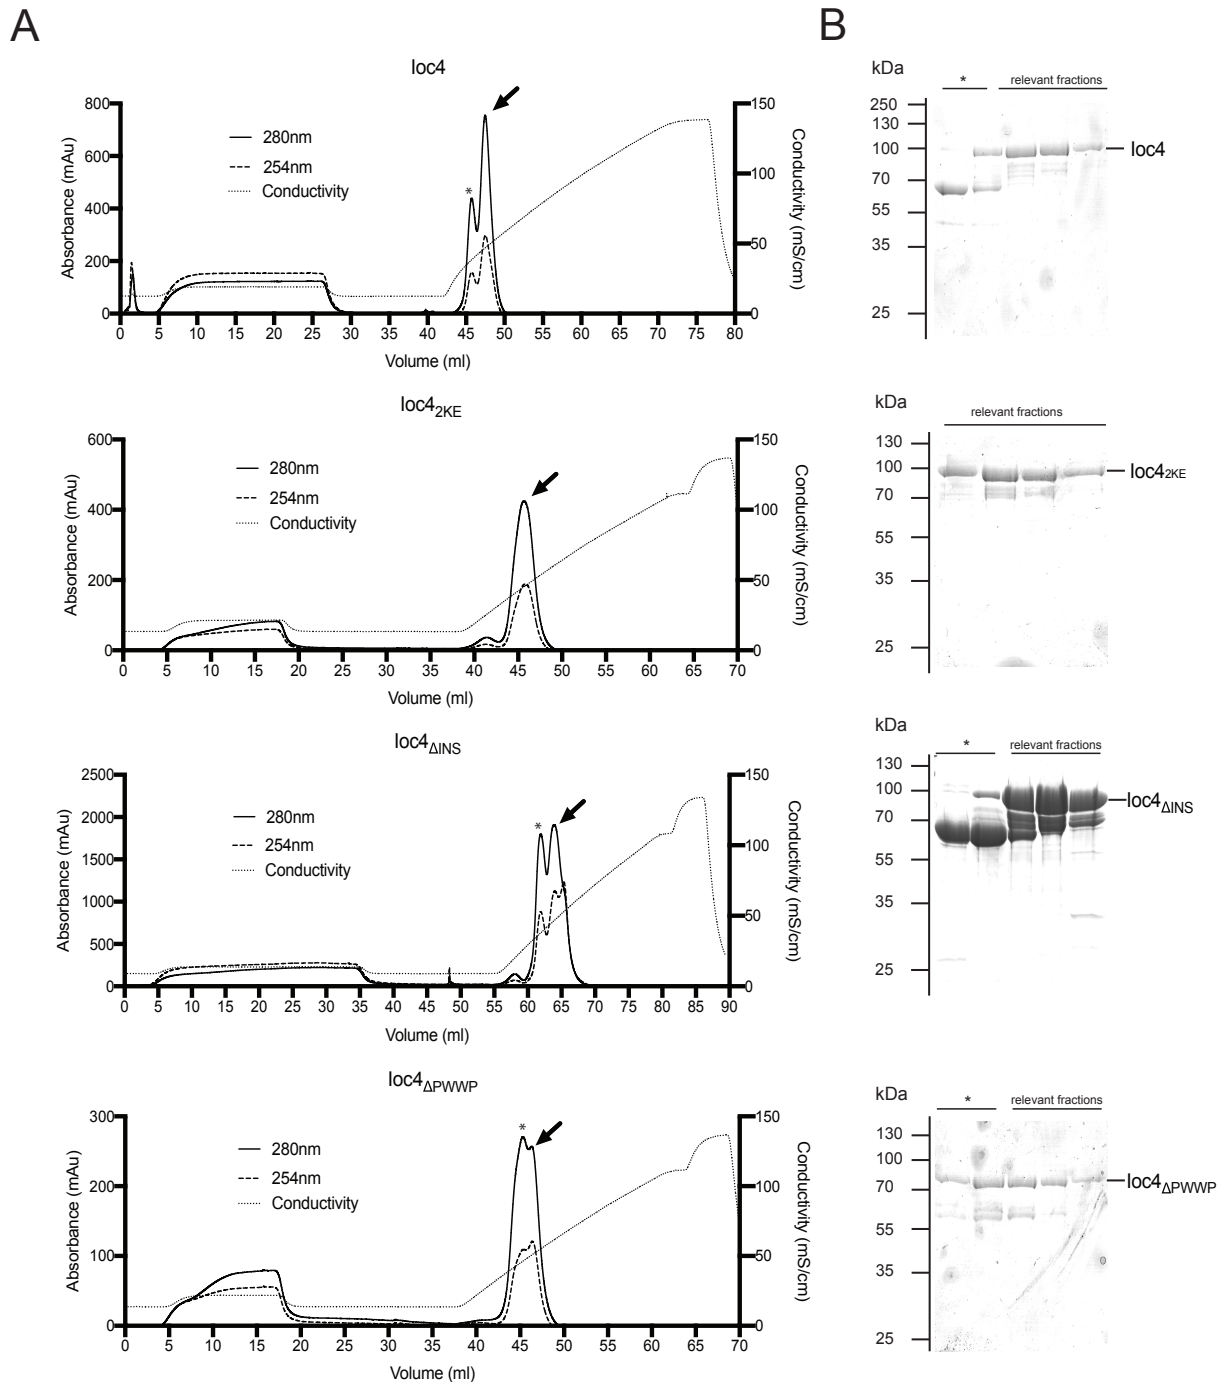 A
Ioc4
800
600
400
200
0
150
100
50
0
Absorbance (mAu)
Conductivity (mS/cm)
280nm
254nm
Conductivity
*
0 5 10 15 20 25 30 35 40 45 50 55 60 65 70 75 80
Volume (ml)
Ioc42KE
600
400
200
0
150
100
50
0
Absorbance (mAu)
Conductivity (mS/cm)
280nm
254nm
Conductivity
0 5 10 15 20 25 30 35 40 45 50 55 60 65 70
Volume (ml)
Ioc4ΔINS
2500
2000
1500
1000
500
0
150
100
50
0
Absorbance (mAu)
Conductivity (mS/cm)
280nm
254nm
Conductivity
*
0 5 10 15 20 25 30 35 40 45 50 55 60 65 70 75 80 85 90
Volume (ml)
Ioc4ΔPWWP
300
200
100
0
150
100
50
0
Absorbance (mAu)
Conductivity (mS/cm)
280nm
254nm
Conductivity
*
0 5 10 15 20 25 30 35 40 45 50 55 60 65 70
Volume (ml)
B
kDa
* relevant fractions
250
130
100
70
55
35
25
Ioc4
kDa
relevant fractions
130
100
70
55
35
25
Ioc42KE
kDa
* relevant fractions
130
100
70
55
35
25
Ioc4ΔINS
kDa
* relevant fractions
130
100
70
55
35
25
Ioc4ΔPWWP